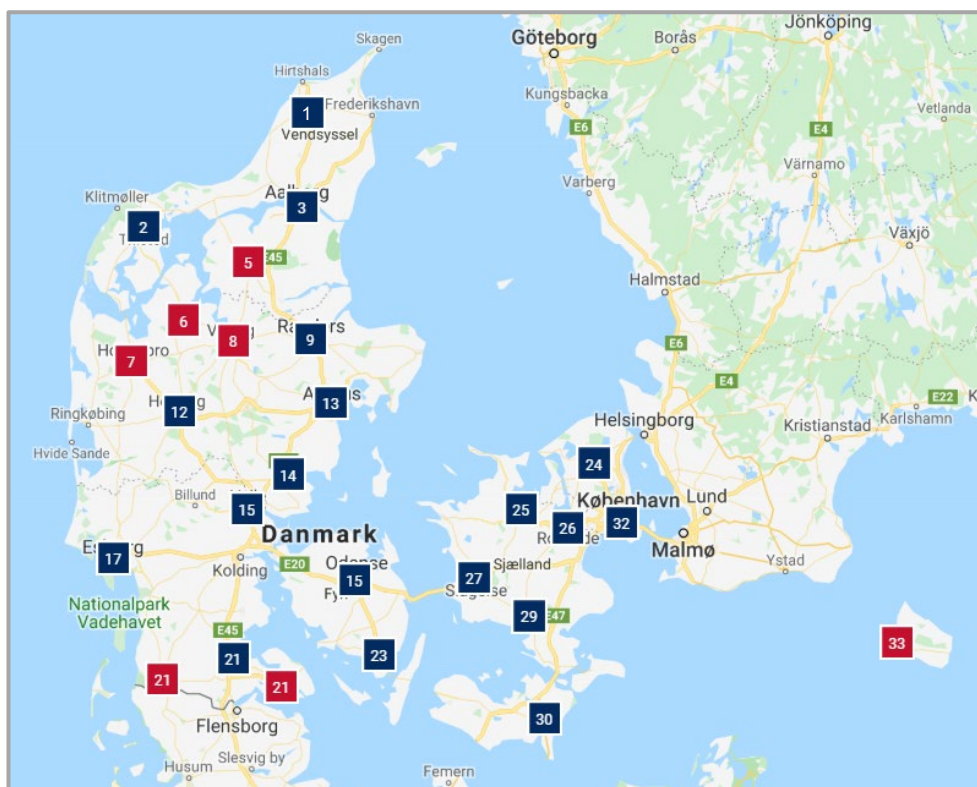 Skagen
Göteborg
Borås
Jönköping
Hirtshals
Kungsbacka
Frederikshavn
1
E6
E4
Vetlanda
Vendsyssel
Värnamo
Klitmøller
Varberg
3
2
Växjö
5
E45
Halmstad
6
9
8
E6
7
E4
E22
13
12
Ringkøbing
Karlshamn
Helsingborg
Kristianstad
Hvide Sande
24
14
Billund
København
Lund
15
25
32
26
Danmark
Malmø
17
Kolding
E20
Sjælland
Ystad
15
27
Nationalpark
Vadehavet
29
E47
E45
33
21
23
21
21
30
Flensborg
Slesvig by
Husum
Femern